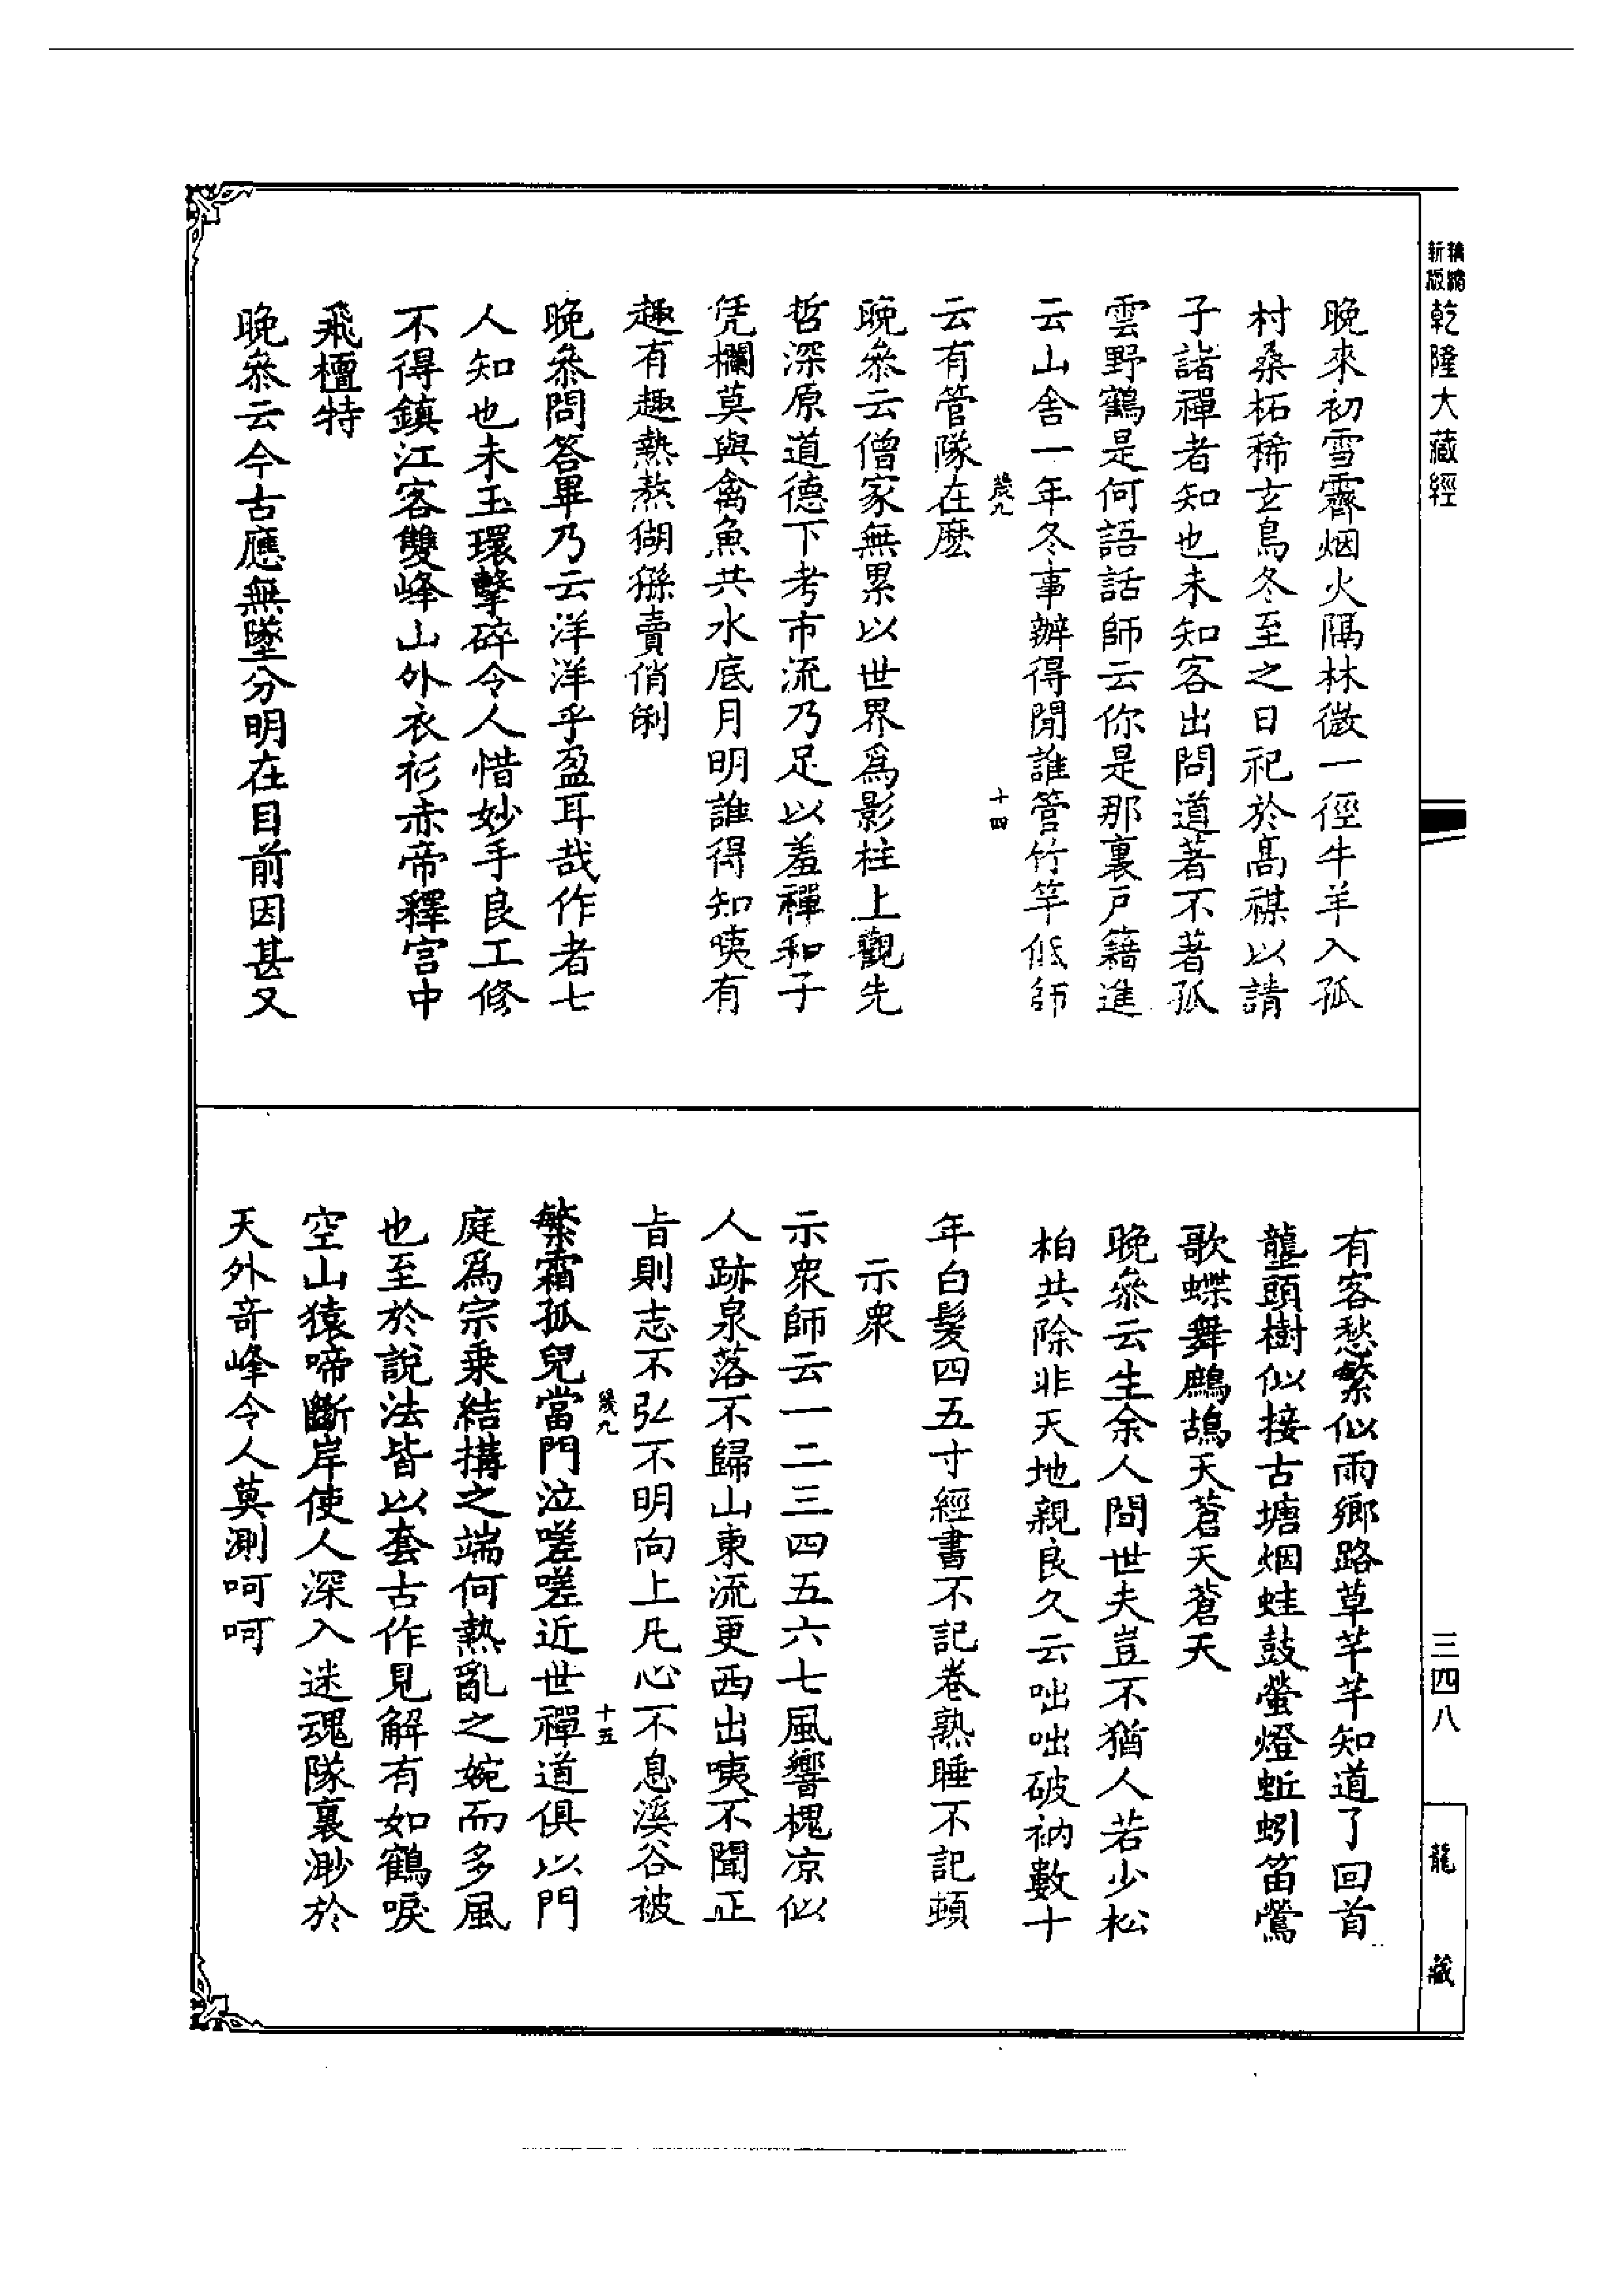 新版精縮
乾隆大藏經
晚來初雪霽烟火隔林微一徑牛羊入孤
村桑柘稀玄鳥冬至之日祀於髙禖以請
子諸禪者知也未知客出問道著不著孤
雲野鶴是何語話師云你是那裏戸籍進
云山舍一年冬事辦得閒誰管竹竿低師
幾九
十四
云有管隊在麽
晚叅云僧家無累以世界爲影柱上觀先
哲深原道德下考市流乃足以羞禪和子
凭欄莫與禽魚共水底月明誰得知咦有
趣有趣熱熬猢猻賣俏㑡
晚叅問答畢乃云洋洋乎盈耳哉作者七
人知也未玉環擊碎令人惜妙手良工修
不得鎮江客雙峰山外衣衫赤帝釋宫中
飛檀特
晚叅云今古應無墜分明在目前因甚又
有客愁繁似雨鄉路草芊芊知道了回首
壠頭樹似接古塘烟蛙鼓螢燈蚯蚓笛鶯
歌蝶舞鷓鴣天蒼天蒼天
晚叅云生余人間世夫豈不猶人若少松
柏共除非天地親良久云咄咄破衲數十
年白髮四五寸經書不記卷熟睡不記頓
示衆
示衆師云一二三四五六七風響槐凉似
人跡泉落不歸山東流更西出咦不聞正
㫖則志不弘不明向上凡心不息溪谷被
幾九
十五
繁霜孤兒當門泣嗟嗟近世禪道俱以門
庭爲宗乗結搆之端何熱亂之婉而多風
也至於說法皆以套古作見解有如鶴唳
空山猿啼斷岸使人深入迷魂隊裏渺於
天外奇峰令人莫測呵呵
三四八
龍藏